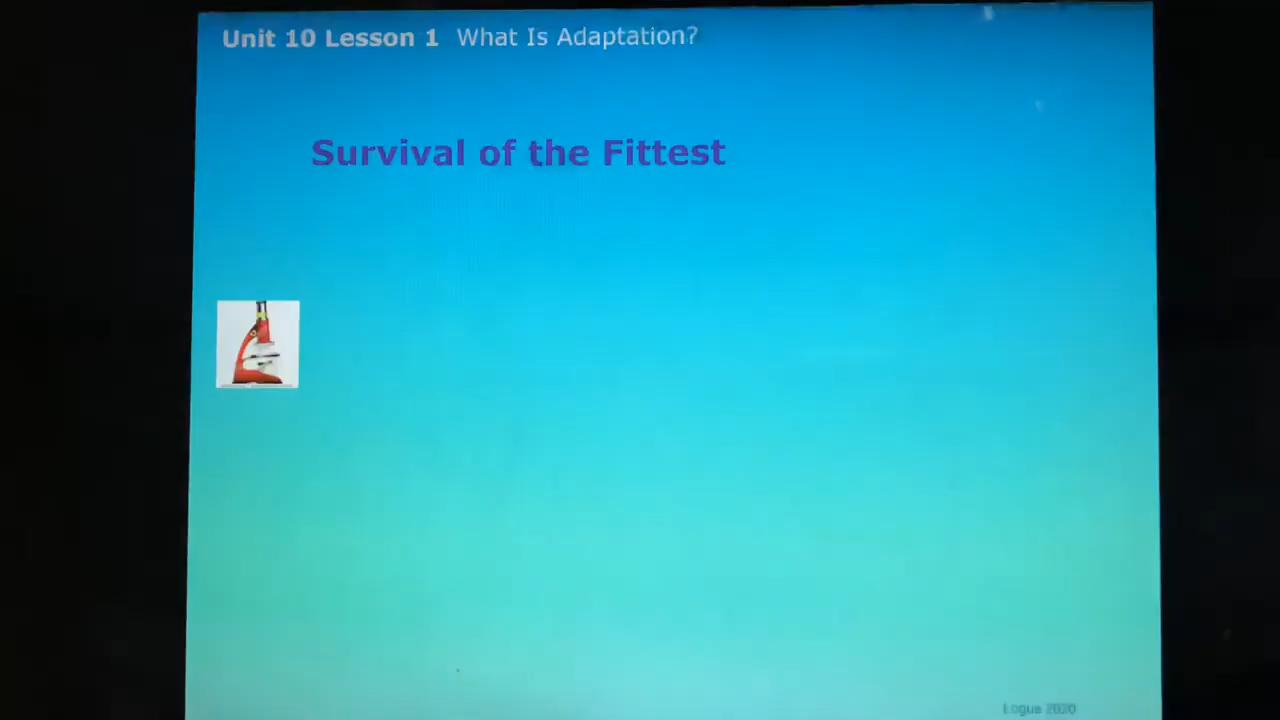 Unit 10 Lesson 1 What Is Adaptation?
Survival of the Fittest
Logue 2020